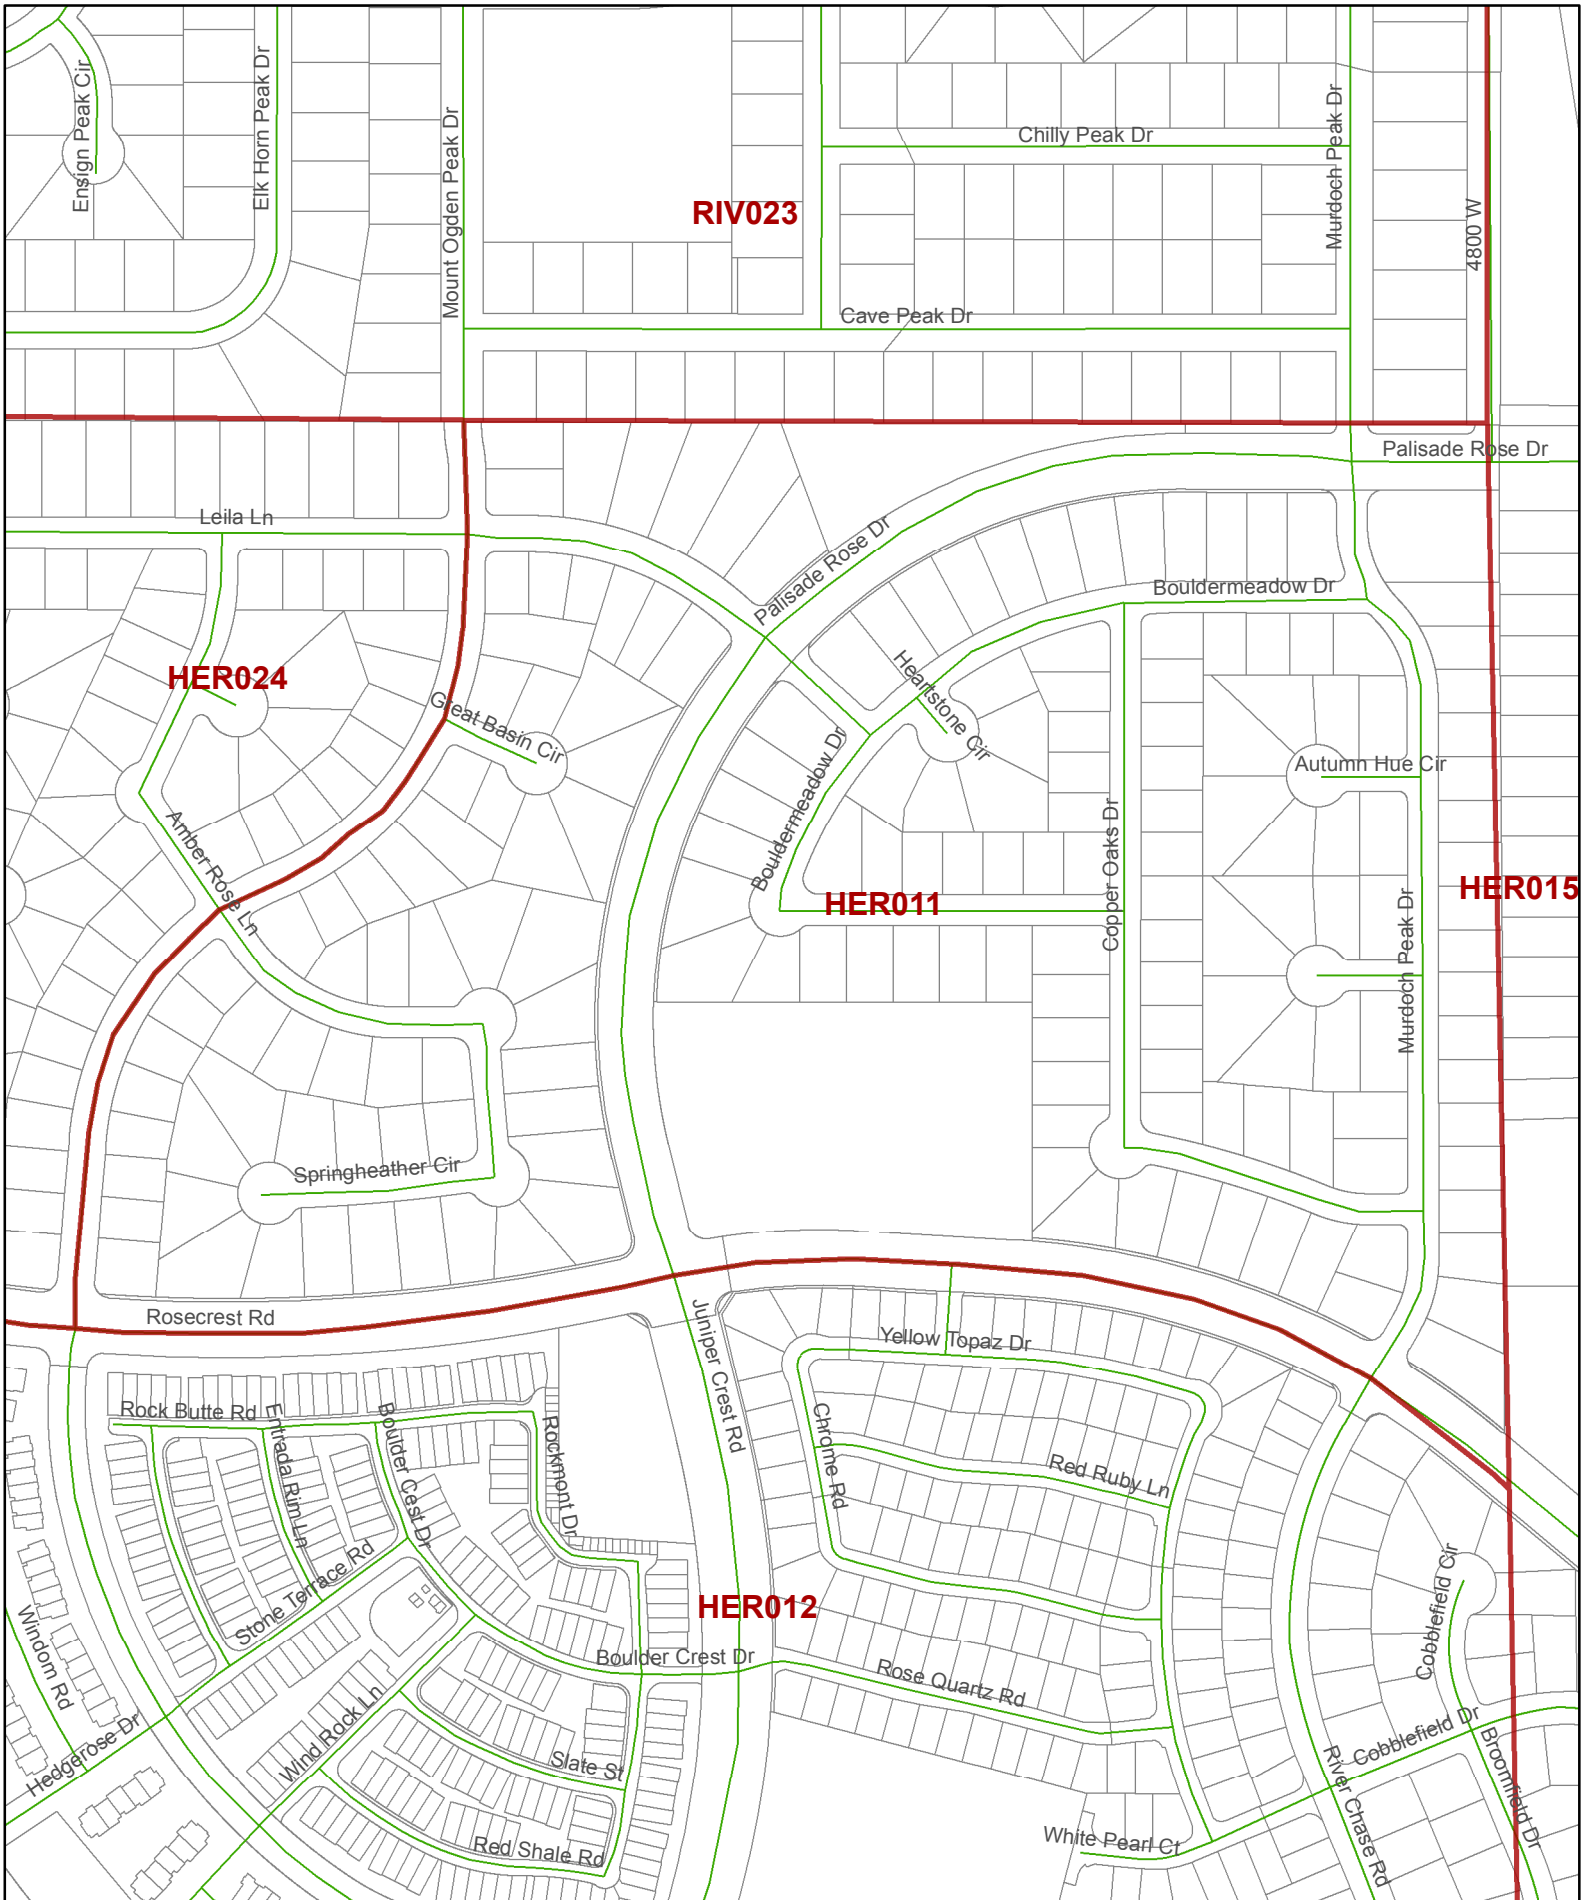 Ensign Peak Cir
Elk Horn Peak Dr
Mount Ogden Peak Dr
Chilly Peak Dr
Murdoch Peak Dr
RIV023
4800 W
Cave Peak Dr
Palisade Rose Dr
Leila Ln
Palisade Rose Dr
Bouldermeadow Dr
HER024
Heartstone Cir
Great Basin Cir
Bouldermeadow Dr
Autumn Hue Cir
Amber Rose Ln
Copper Oaks Dr
HER011
HER015
Murdoch Peak Dr
Springheather Cir
Rosecrest Rd
Juniper Crest Rd
Yellow Topaz Dr
Rock Butte Rd
Entrada Rim Ln
Boulder Cest Dr
Rockmont Dr
Chrome Rd
Red Ruby Ln
Stone Terrace Rd
Cobblefield Cir
HER012
Windom Rd
Boulder Crest Dr
Rose Quartz Rd
Wind Rock Ln
Hedgerose Dr
Slate St
Cobblefield Dr
Broomfield Dr
River Chase Rd
White Pearl Ct
Red Shale Rd